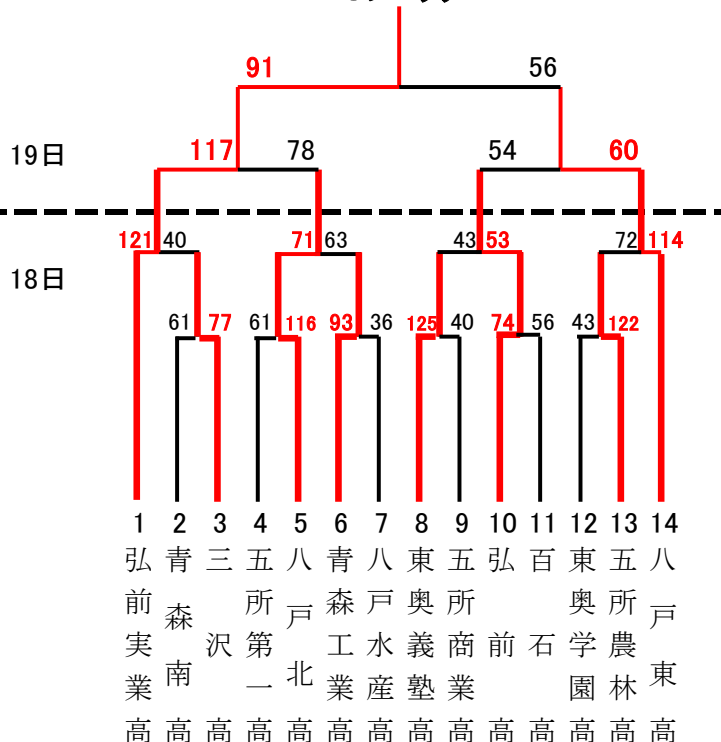 91 56
19日 117 78 54 60
121 40 71 63 43 53 72 114
18日
61 77 61 116 93 36 125 40 74 56 43 122
1 2 3 4 5 6 7 8 9 10 11 12 13 14
弘前実業高
青森南高
三沢高
五所第一高
八戸北高
青森工業高
八戸水産高
東奥義塾高
五所商業高
弘前高
百石高
東奥学園高
五所農林高
八戸東高